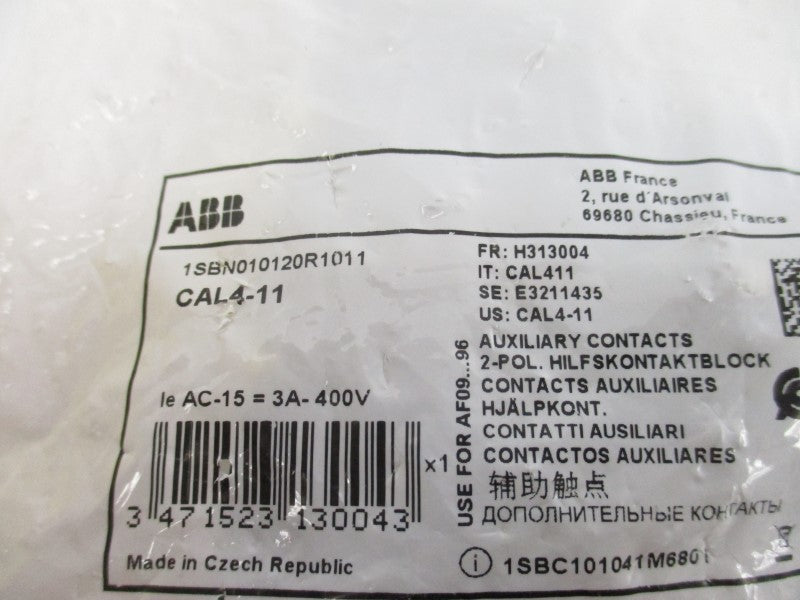 ABB
ABB France
2, rue d'Arsonval
69680 Chassieu, France
1SBN010120R1011
CAL4-11
FR: H313004
IT: CAL411
SE: E3211435
US: CAL4-11
Ie AC-15 = 3A- 400V
x1
3 471523 130043
Made in Czech Republic
USE FOR AF09...96
AUXILIARY CONTACTS
2-POL. HILFSKONTAKTBLOCK
CONTACTS AUXILIAIRES
HJÄLPKONT.
CONTATTI AUSILIARI
CONTACTOS AUXILIARES
辅助触点
ДОПОЛНИТЕЛЬНЫЕ КОНТАКТЫ
i 1SBC101041M6801